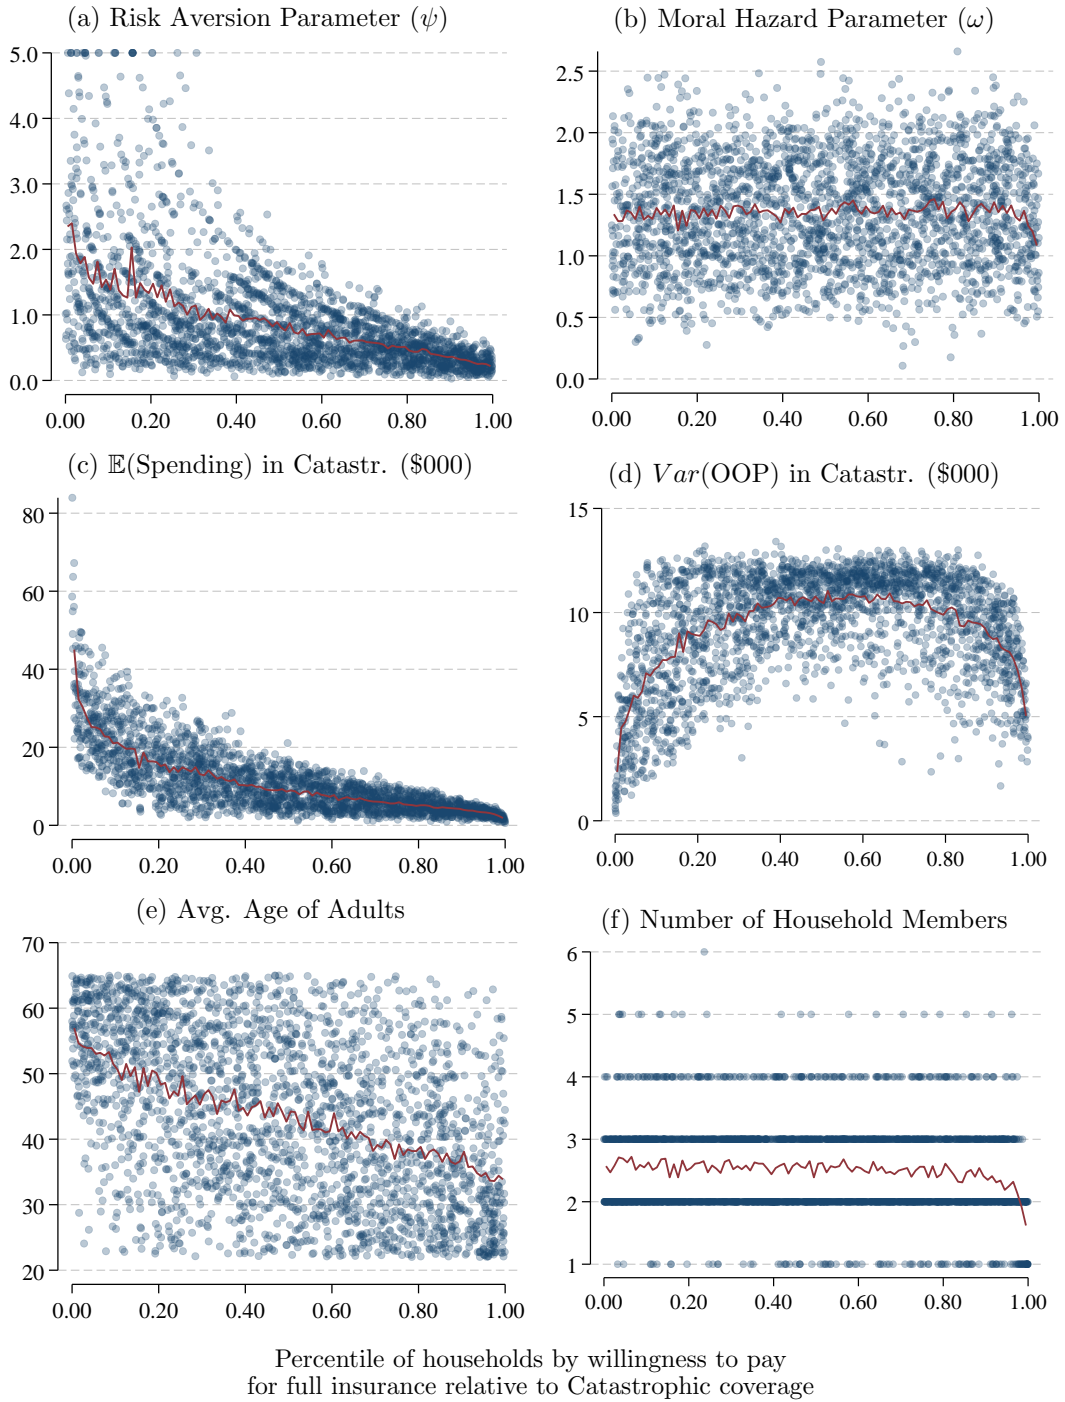 (a) Risk Aversion Parameter (ψ)
5.0
4.0
3.0
2.0
1.0
0.0
0.00 0.20 0.40 0.60 0.80 1.00
(b) Moral Hazard Parameter (ω)
2.5
2.0
1.5
1.0
0.5
0.0
0.00 0.20 0.40 0.60 0.80 1.00
(c) 𝔼(Spending) in Catastr. ($000)
80
60
40
20
0
0.00 0.20 0.40 0.60 0.80 1.00
(d) Var(OOP) in Catastr. ($000)
15
10
5
0
0.00 0.20 0.40 0.60 0.80 1.00
(e) Avg. Age of Adults
70
60
50
40
30
20
0.00 0.20 0.40 0.60 0.80 1.00
(f) Number of Household Members
6
5
4
3
2
1
0.00 0.20 0.40 0.60 0.80 1.00
Percentile of households by willingness to pay
for full insurance relative to Catastrophic coverage